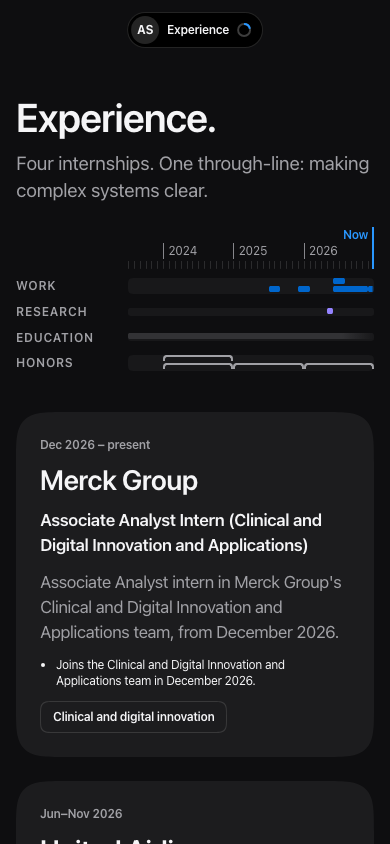 AS Experience
Experience.
Four internships. One through-line: making
complex systems clear.
Now
2024 2025 2026
WORK
RESEARCH
EDUCATION
HONORS
Dec 2026 – present
Merck Group
Associate Analyst Intern (Clinical and
Digital Innovation and Applications)
Associate Analyst intern in Merck Group's
Clinical and Digital Innovation and
Applications team, from December 2026.
• Joins the Clinical and Digital Innovation and
Applications team in December 2026.
Clinical and digital innovation
Jun–Nov 2026